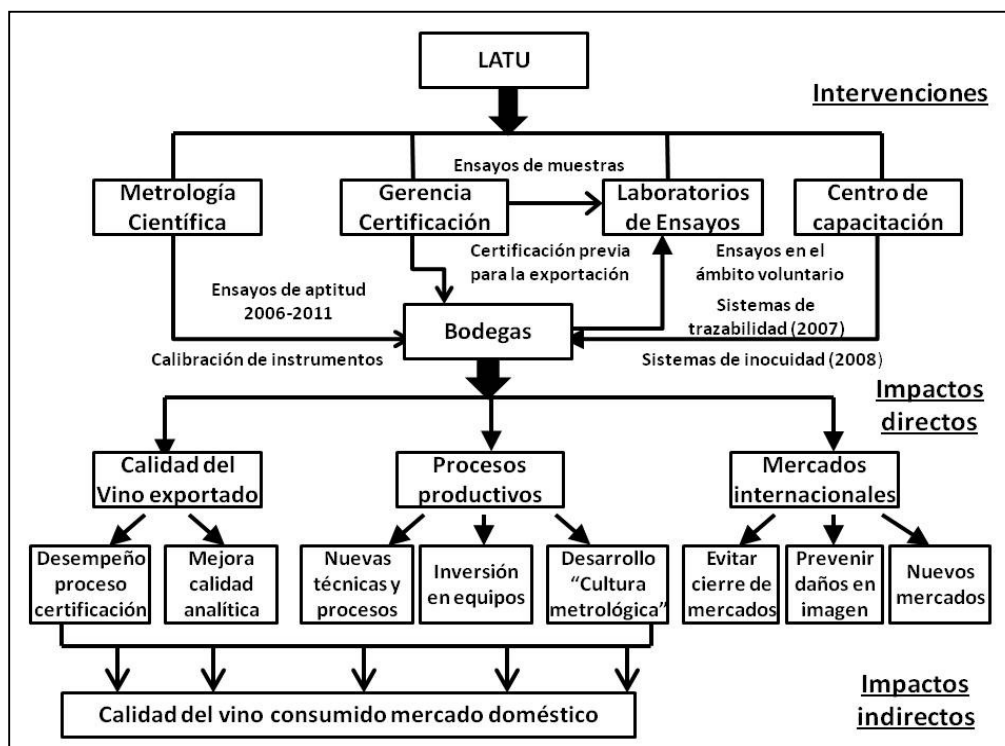 LATU
Intervenciones
Ensayos de muestras
Metrología
Científica
Gerencia
Certificación
Laboratorios
de Ensayos
Centro de
capacitación
Certificación previa
para la exportación
Ensayos en el
ámbito voluntario
Ensayos de aptitud
2006-2011
Sistemas de
trazabilidad (2007)
Bodegas
Calibración de instrumentos
Sistemas de inocuidad (2008)
Impactos
directos
Calidad del
Vino exportado
Procesos
productivos
Mercados
internacionales
Desempeño
proceso
certificación
Mejora
calidad
analítica
Nuevas
técnicas y
procesos
Inversión
en equipos
Desarrollo
“Cultura
metrológica”
Evitar
cierre de
mercados
Prevenir
daños en
imagen
Nuevos
mercados
Calidad del vino consumido mercado doméstico
Impactos
indirectos